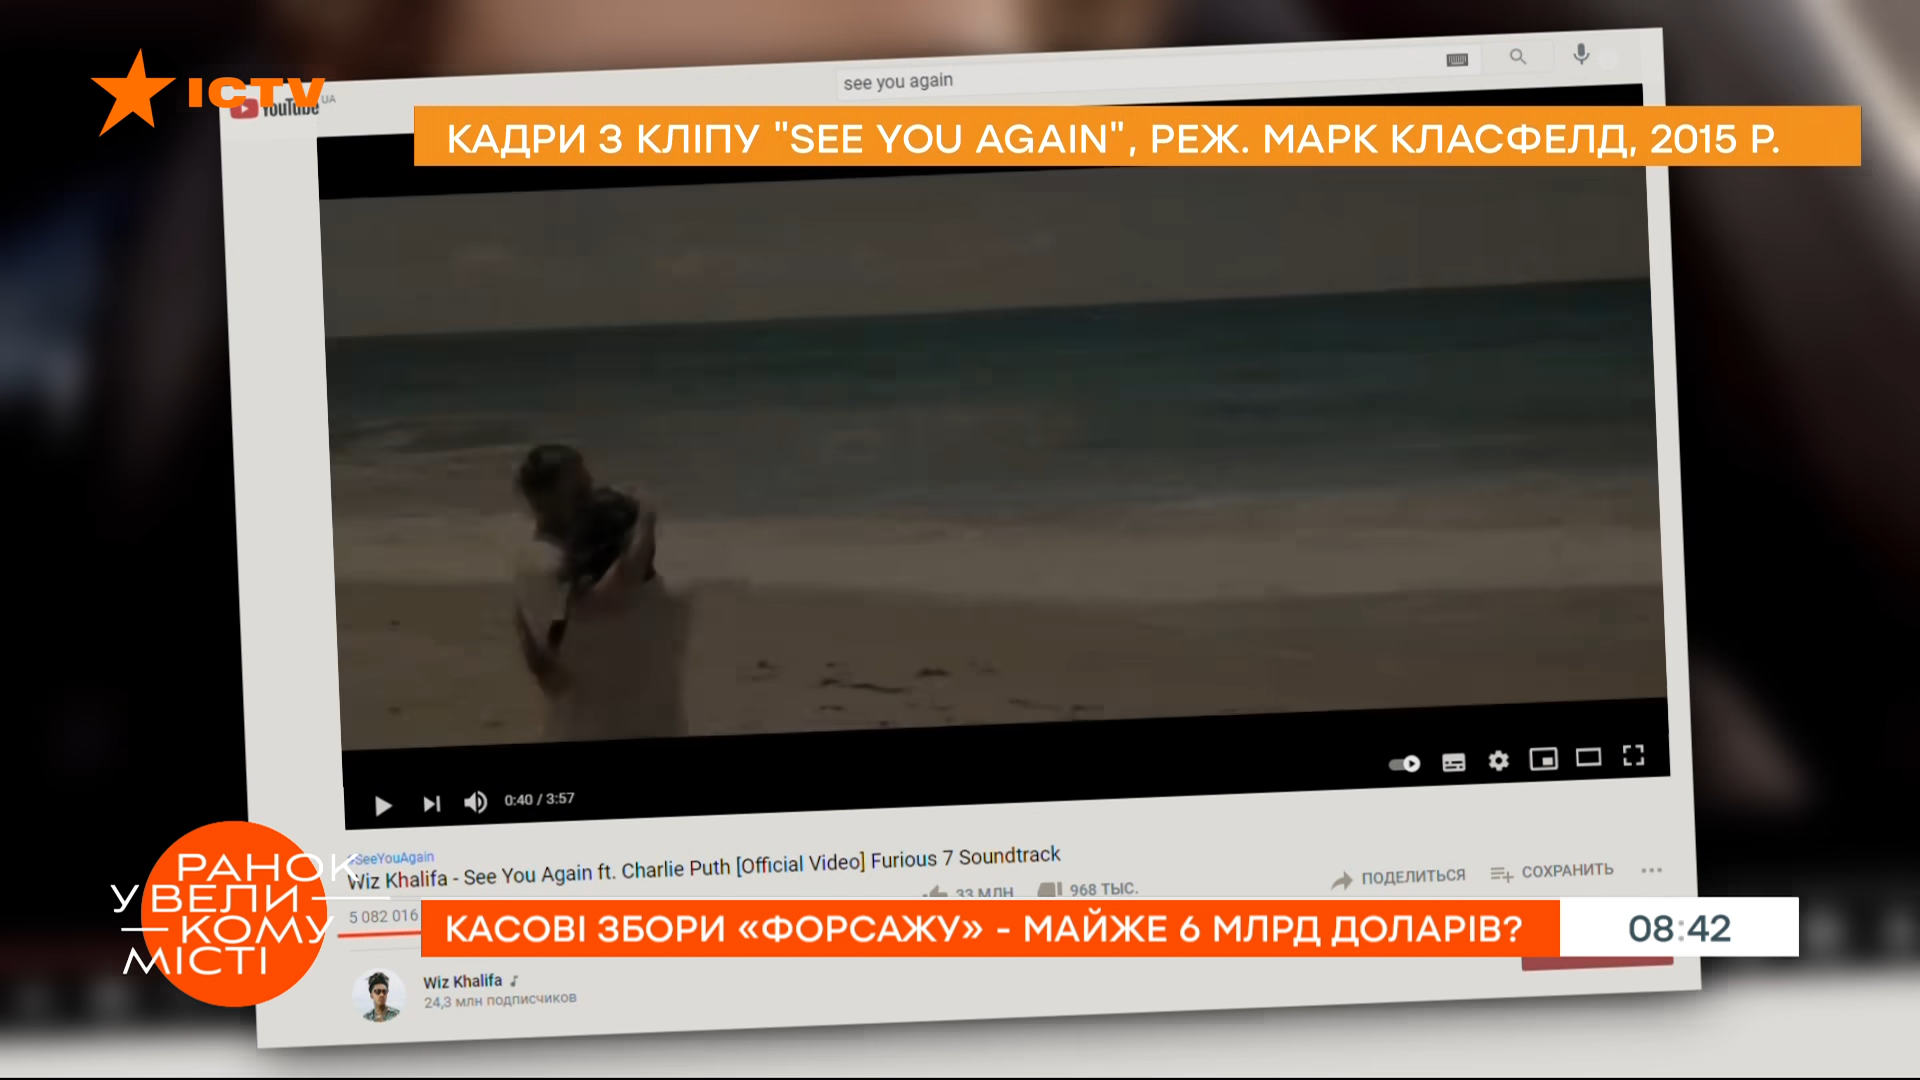 ICTV
YouTube UA
see you again
КАДРИ З КЛІПУ "SEE YOU AGAIN", РЕЖ. МАРК КЛАСФЕЛД, 2015 Р.
0:40 / 3:57
#SeeYouAgain
Wiz Khalifa - See You Again ft. Charlie Puth [Official Video] Furious 7 Soundtrack
33 МЛН
968 ТЫС.
ПОДЕЛИТЬСЯ
СОХРАНИТЬ
5 082 016
РАНОК
У ВЕЛИ–
–КОМУ
МІСТІ
КАСОВІ ЗБОРИ «ФОРСАЖУ» - МАЙЖЕ 6 МЛРД ДОЛАРІВ?
08:42
Wiz Khalifa
24,3 млн подписчиков